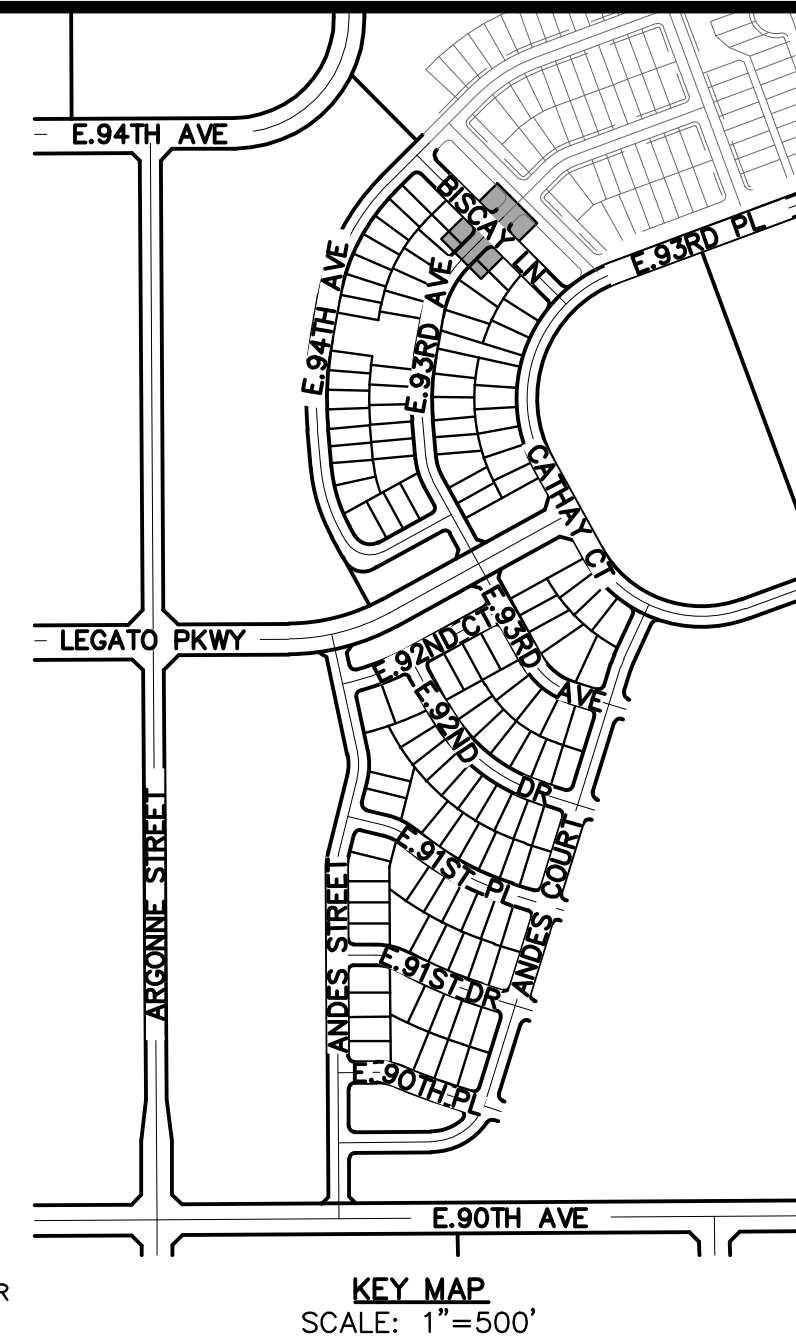 E.94TH AVE
BISCAY LN
E.93RD PL
E.94TH AVE
E.93RD AVE
CATHAY CT
LEGATO PKWY
E.92ND CT
E.93RD AVE
E.92ND DR
ARGONNE STREET
E.91ST PL
ANDES COURT
ANDES STREET
E.91ST DR
E.90TH PL
E.90TH AVE
R
KEY MAP
SCALE: 1"=500'